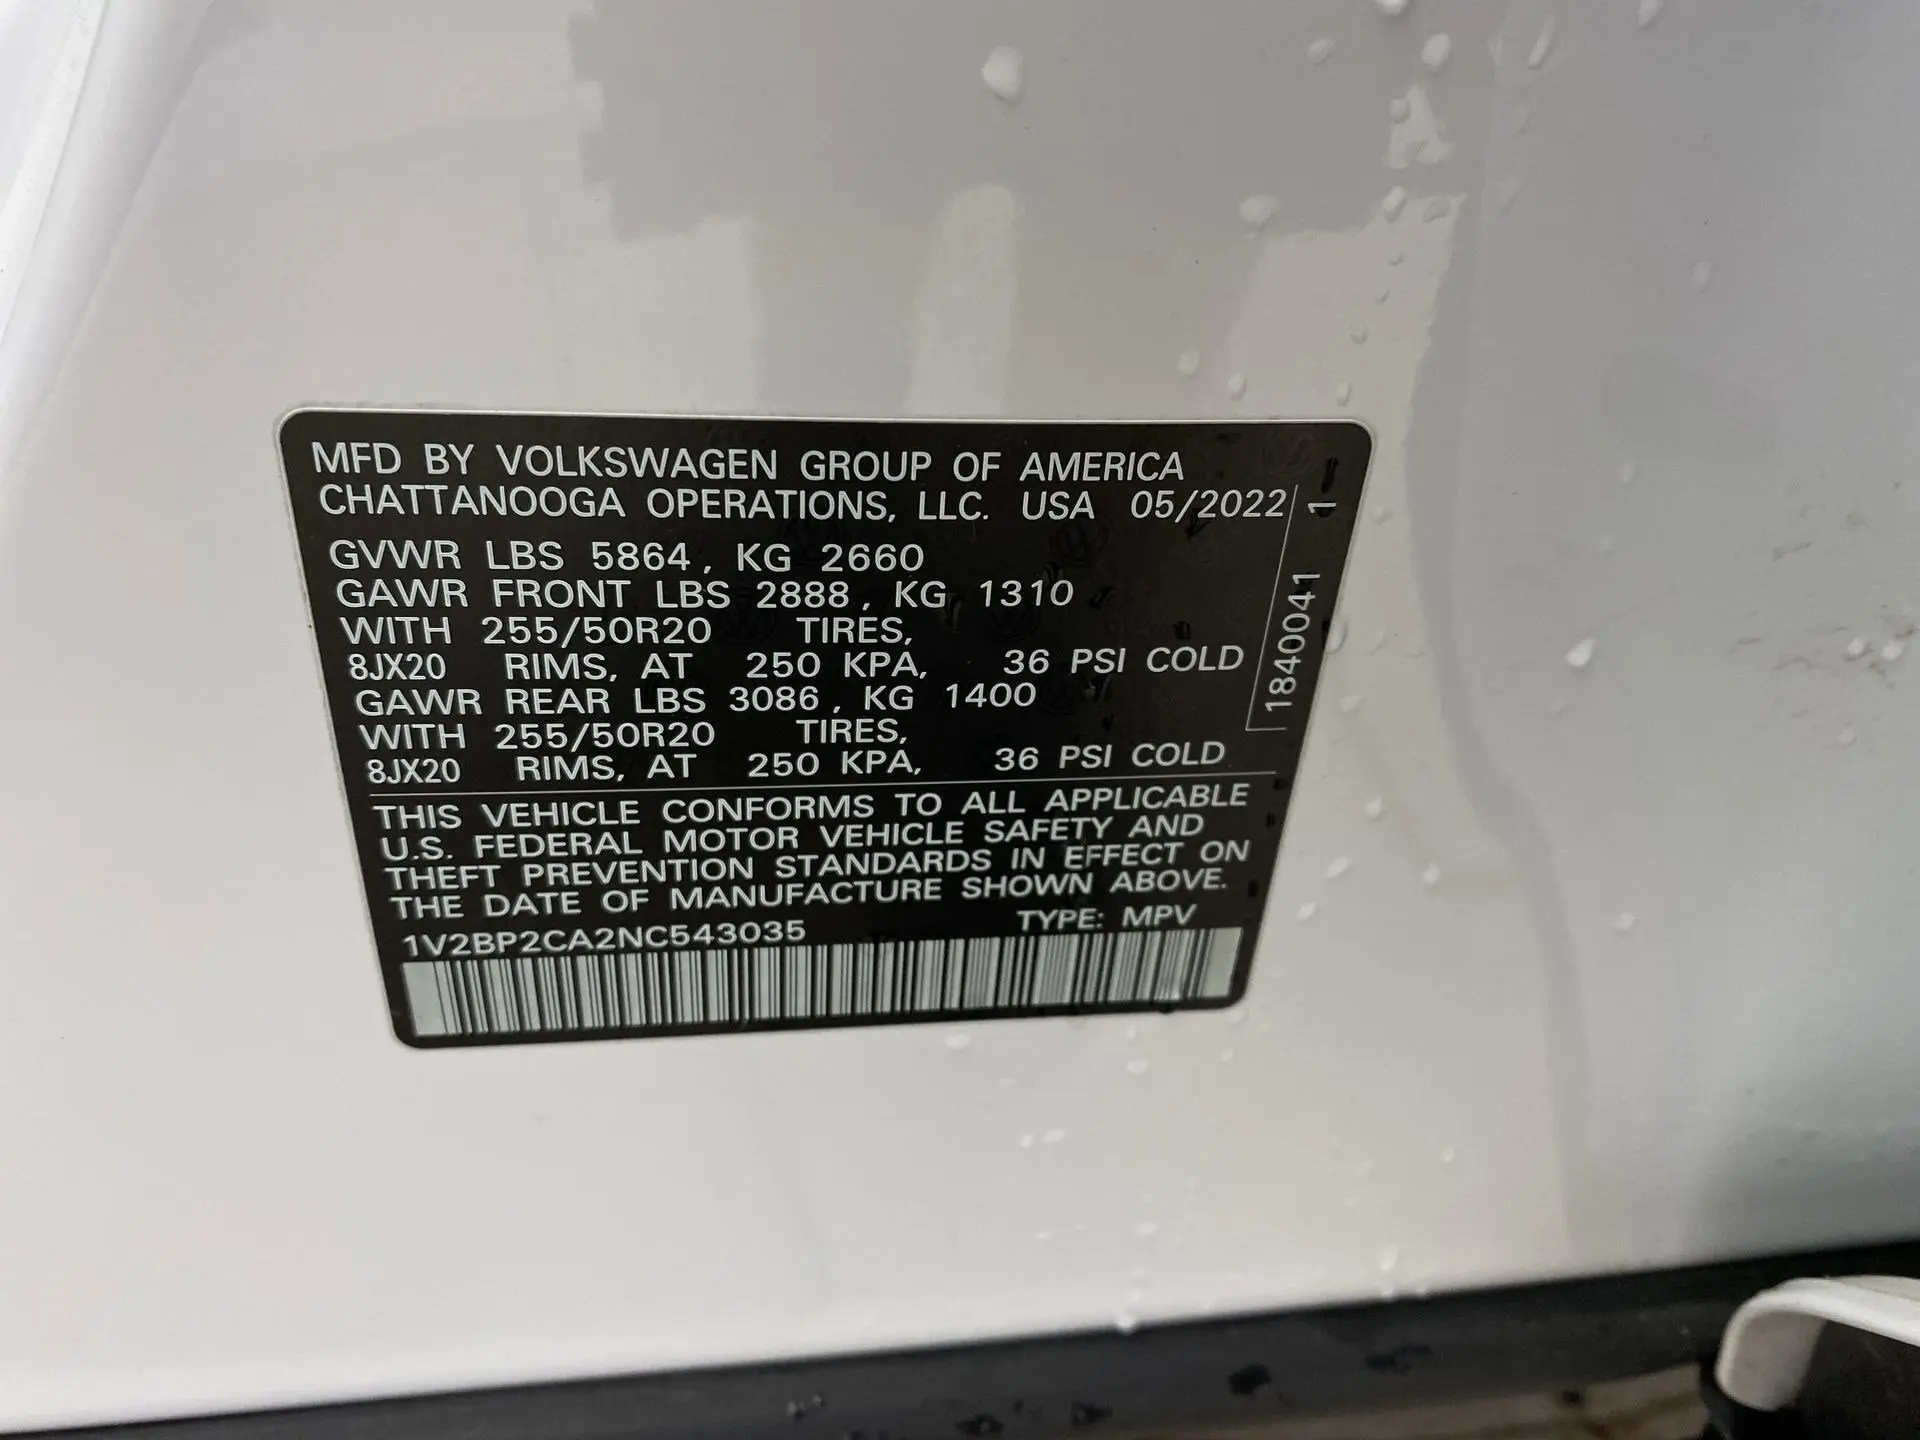 MFD BY VOLKSWAGEN GROUP OF AMERICA
CHATTANOOGA OPERATIONS, LLC. USA 05/2022
GVWR LBS 5864, KG 2660
GAWR FRONT LBS 2888, KG 1310
WITH 255/50R20 TIRES,
8JX20 RIMS, AT 250 KPA, 36 PSI COLD
GAWR REAR LBS 3086, KG 1400
WITH 255/50R20 TIRES,
8JX20 RIMS, AT 250 KPA, 36 PSI COLD
1840041 1
THIS VEHICLE CONFORMS TO ALL APPLICABLE
U.S. FEDERAL MOTOR VEHICLE SAFETY AND
THEFT PREVENTION STANDARDS IN EFFECT ON
THE DATE OF MANUFACTURE SHOWN ABOVE.
1V2BP2CA2NC543035 TYPE: MPV